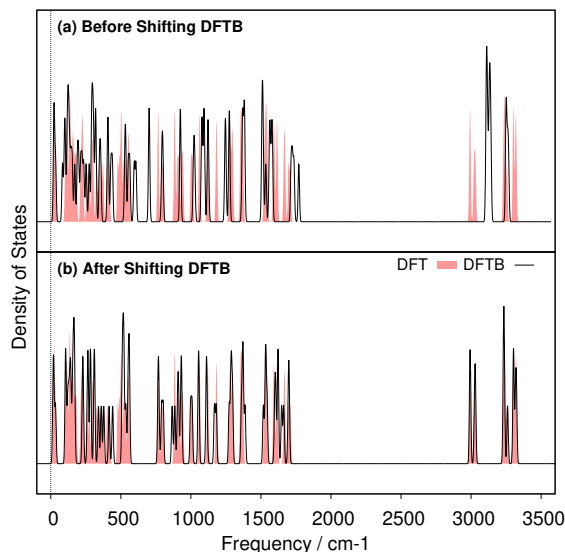 (a) Before Shifting DFTB
(b) After Shifting DFTB
DFT
DFTB
Density of States
0 500 1000 1500 2000 2500 3000 3500
Frequency / cm-1